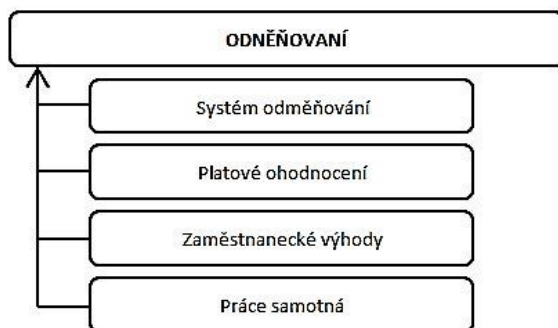 ODNĚŇOVANÍ
Systém odměňování
Platové ohodnocení
Zaměstnanecké výhody
Práce samotná